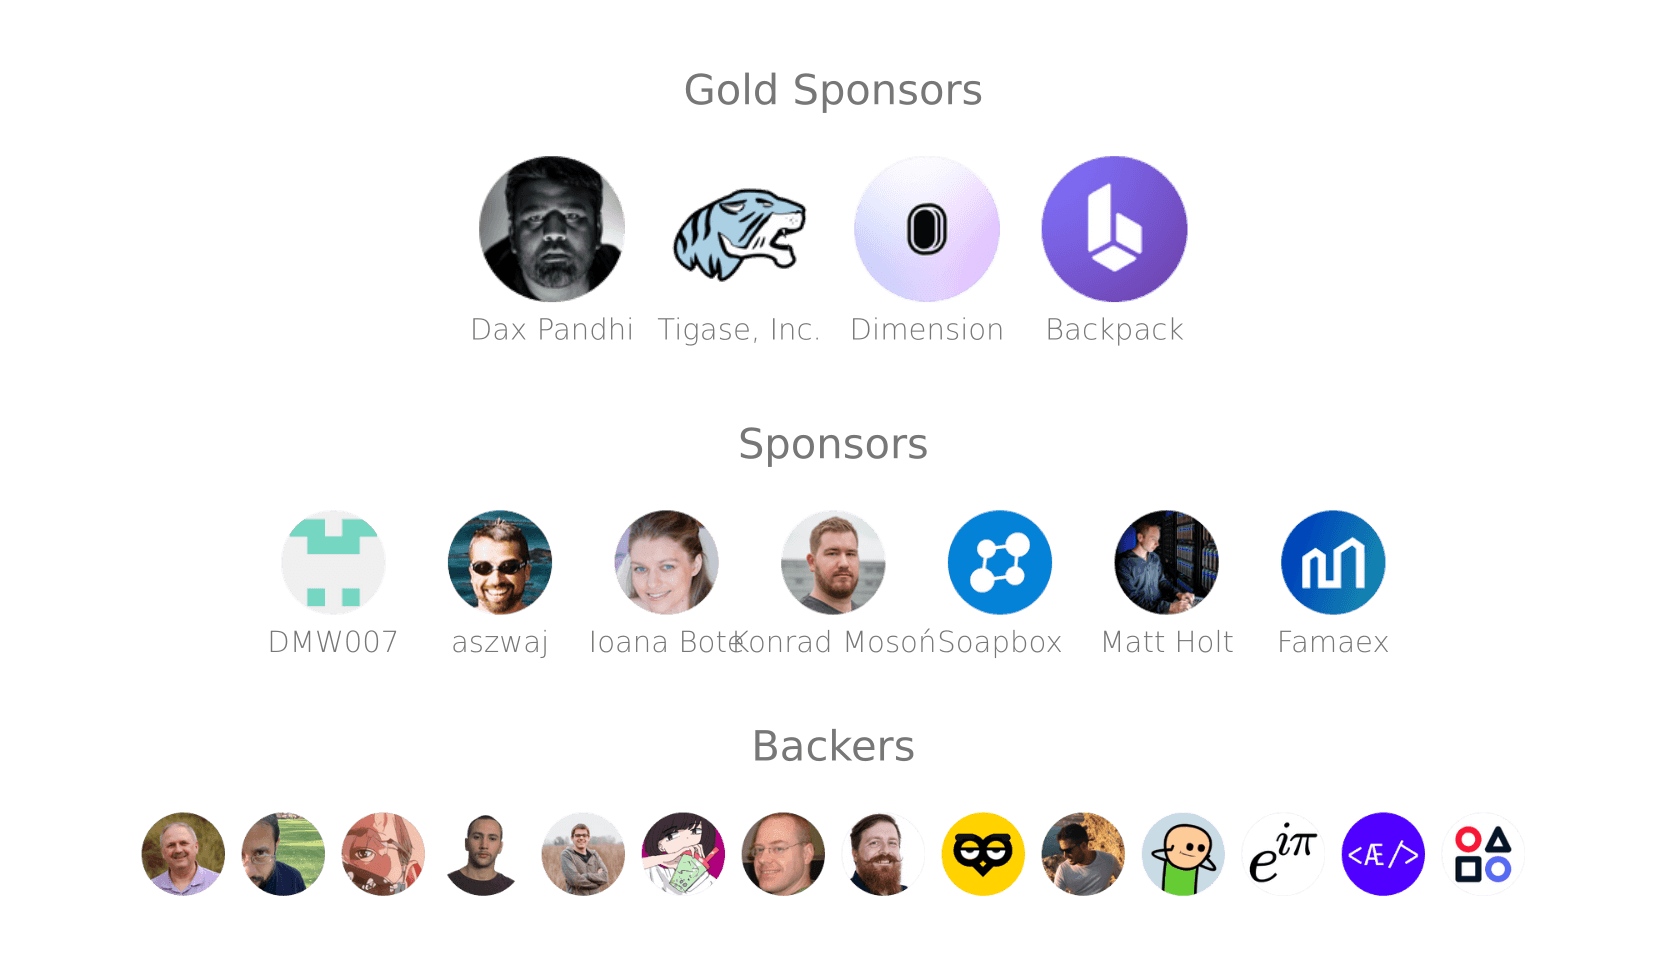 Gold Sponsors
Dax Pandhi Tigase, Inc. Dimension Backpack
Sponsors
DMW007 aszwaj Ioana Bote Konrad Mosoń Soapbox Matt Holt Famaex
Backers
e^{iπ} <Æ/>